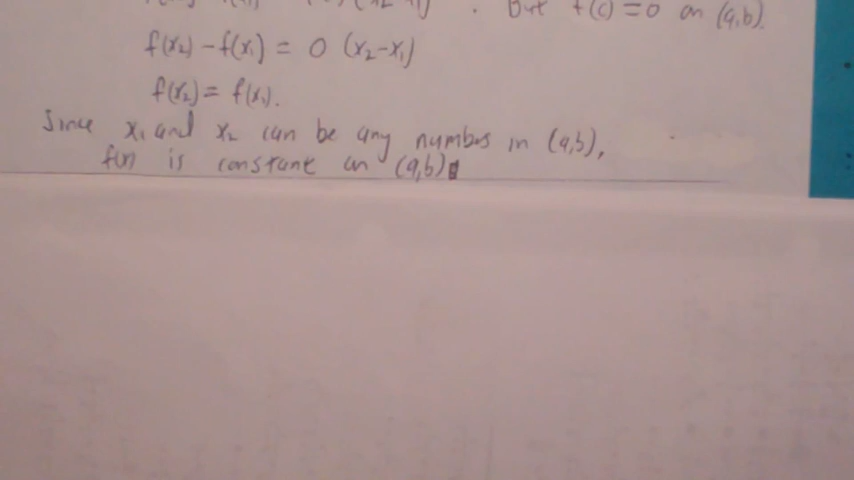 But f(c) = 0 on (a,b).
f(x₂) - f(x₁) = 0 (x₂-x₁)
f(x₂) = f(x₁).
Since x₁ and x₂ can be any numbers in (a,b),
f(x) is constant on (a,b)